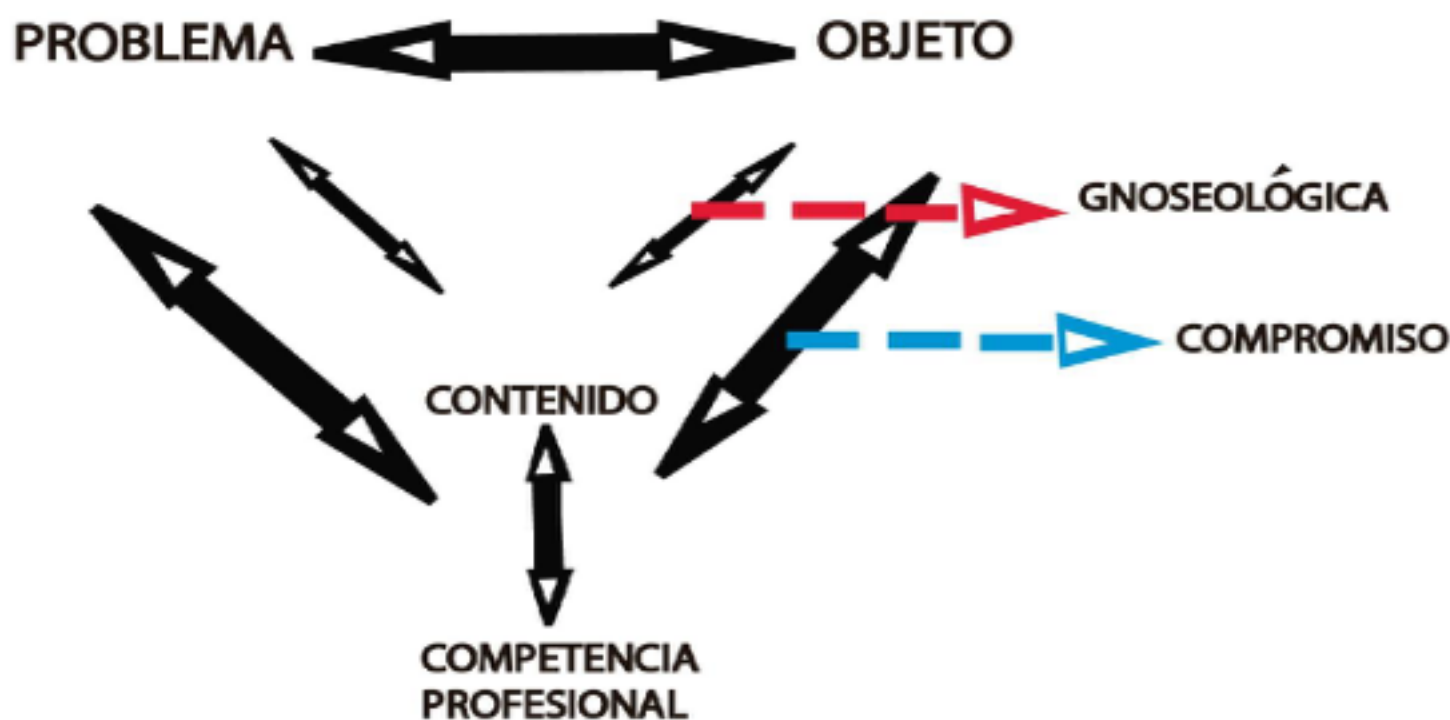 PROBLEMA
OBJETO
GNOSEOLÓGICA
COMPROMISO
CONTENIDO
COMPETENCIA
PROFESIONAL